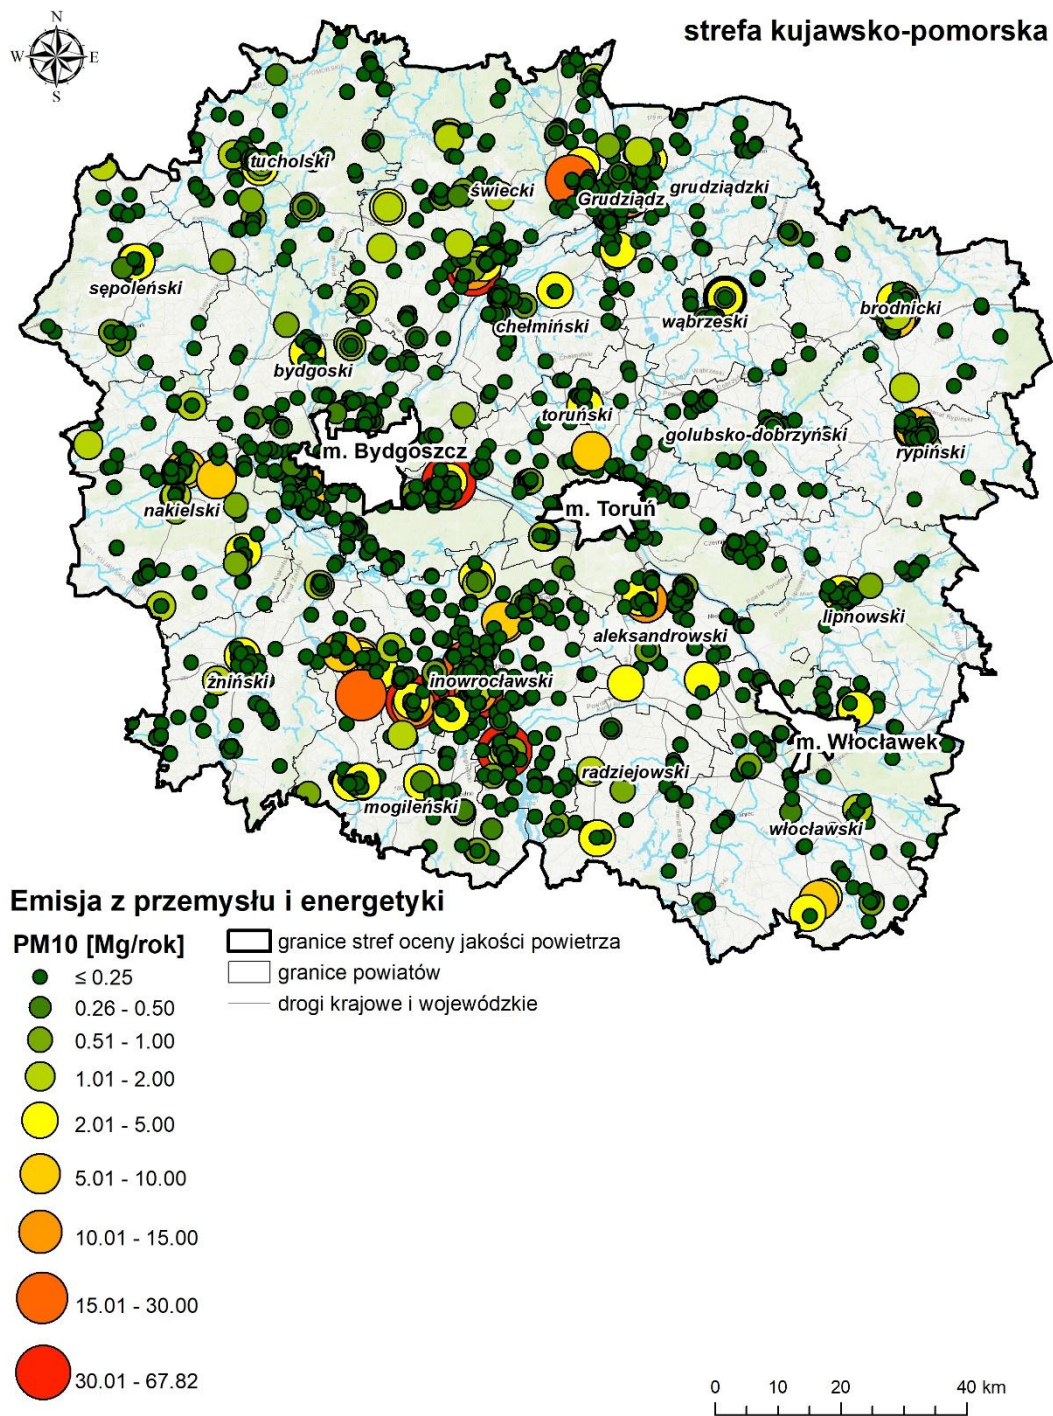 N
W
E
S
strefa kujawsko-pomorska
tucholski
świecki
grudziądzki
Grudziądz
sępoleński
chełmiński
wąbrzeski
brodnicki
bydgoski
toruński
golubsko-dobrzyński
rypiński
m. Bydgoszcz
nakielski
m. Toruń
aleksandrowski
lipnowski
żniński
inowrocławski
m. Włocławek
radziejowski
mogileński
włocławski
Emisja z przemysłu i energetyki
PM10 [Mg/rok]
≤ 0.25
0.26 - 0.50
0.51 - 1.00
1.01 - 2.00
2.01 - 5.00
5.01 - 10.00
10.01 - 15.00
15.01 - 30.00
30.01 - 67.82
granice stref oceny jakości powietrza
granice powiatów
drogi krajowe i wojewódzkie
0 10 20 40 km